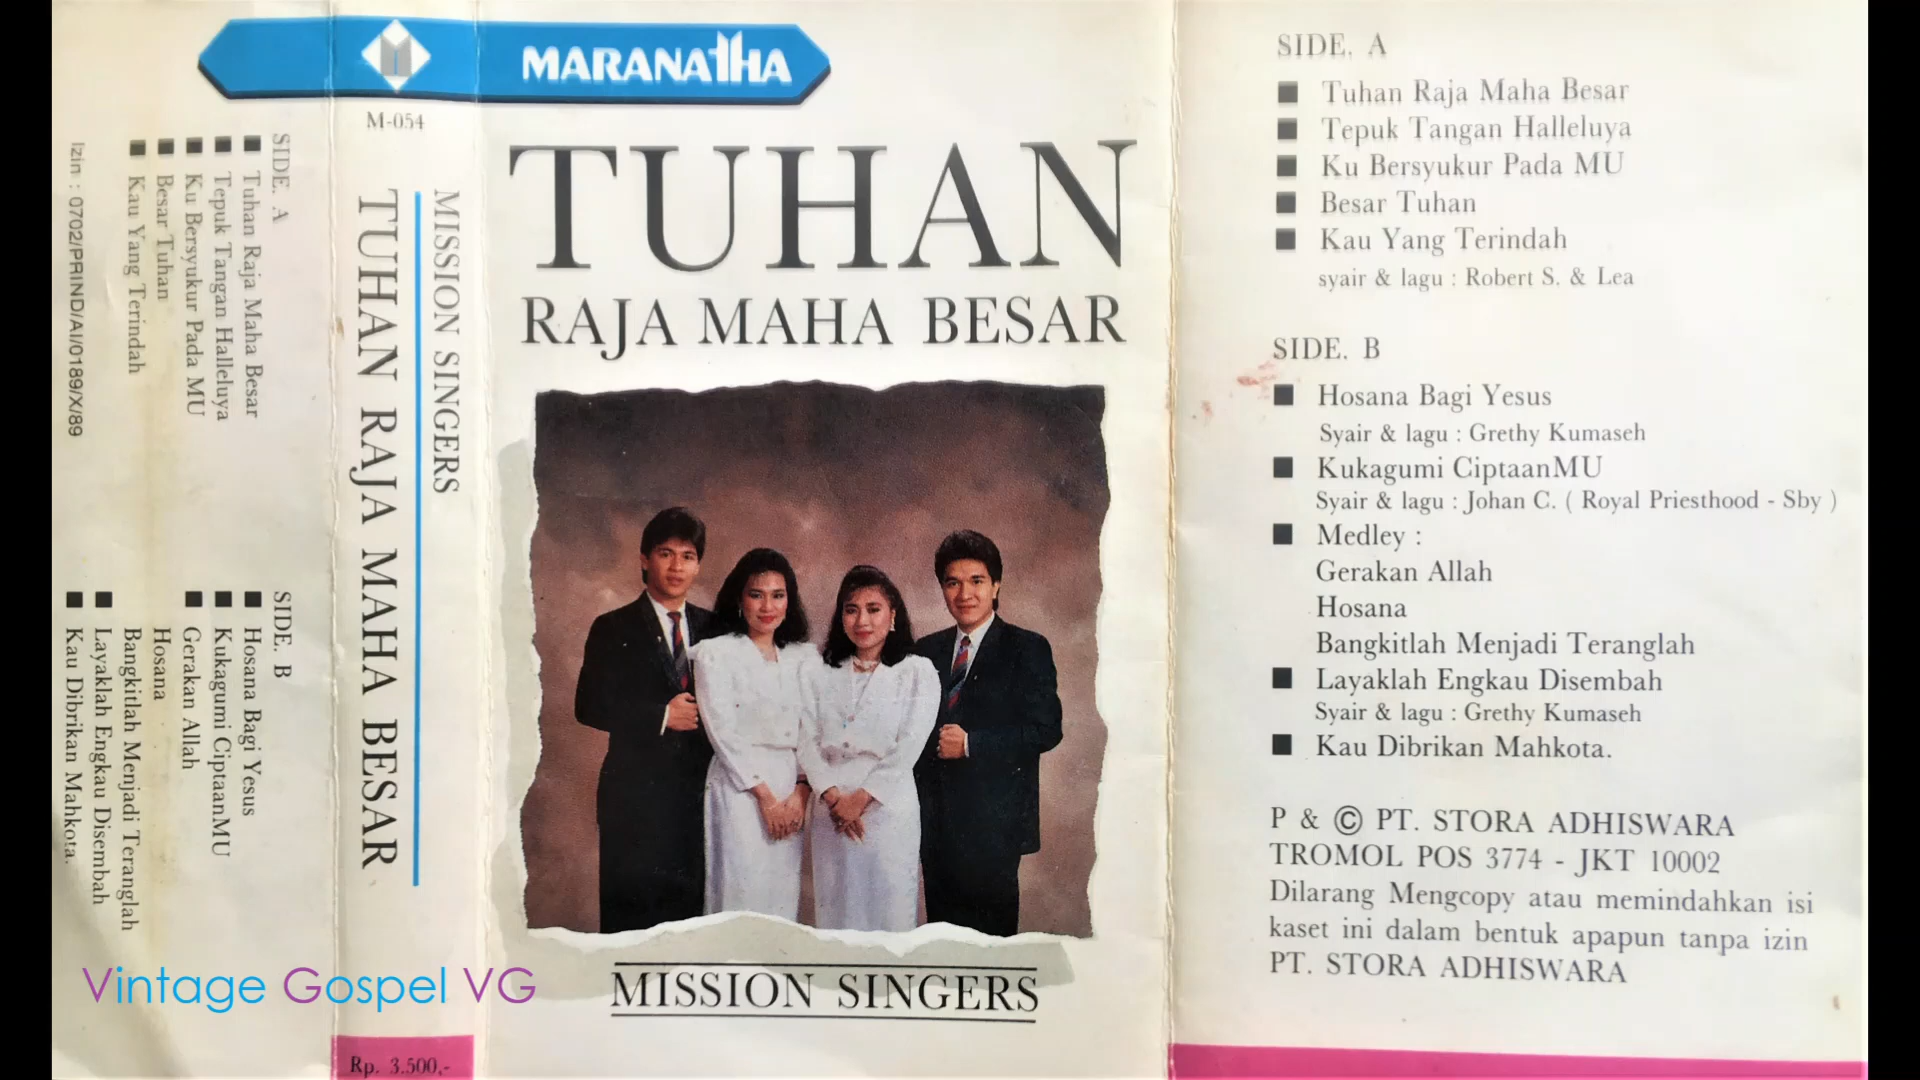 Izin : 0702/PRIND/AI/0189/X/89
SIDE. A
■ Tuhan Raja Maha Besar
■ Tepuk Tangan Halleluya
■ Ku Bersyukur Pada MU
■ Besar Tuhan
■ Kau Yang Terindah
SIDE. B
■ Hosana Bagi Yesus
■ Kukagumi CiptaanMU
■ Gerakan Allah
Hosana
Bangkitlah Menjadi Teranglah
■ Layaklah Engkau Disembah
■ Kau Dibrikan Mahkota.
M-054
MISSION SINGERS
TUHAN RAJA MAHA BESAR
Rp. 3.500,-
MARANATHA
TUHAN
RAJA MAHA BESAR
MISSION SINGERS
SIDE. A
■ Tuhan Raja Maha Besar
■ Tepuk Tangan Halleluya
■ Ku Bersyukur Pada MU
■ Besar Tuhan
■ Kau Yang Terindah
syair & lagu : Robert S. & Lea
SIDE. B
■ Hosana Bagi Yesus
Syair & lagu : Grethy Kumaseh
■ Kukagumi CiptaanMU
Syair & lagu : Johan C. ( Royal Priesthood - Sby )
■ Medley :
Gerakan Allah
Hosana
Bangkitlah Menjadi Teranglah
■ Layaklah Engkau Disembah
Syair & lagu : Grethy Kumaseh
■ Kau Dibrikan Mahkota.
P & © PT. STORA ADHISWARA
TROMOL POS 3774 - JKT 10002
Dilarang Mengcopy atau memindahkan isi
kaset ini dalam bentuk apapun tanpa izin
PT. STORA ADHISWARA
Vintage Gospel VG